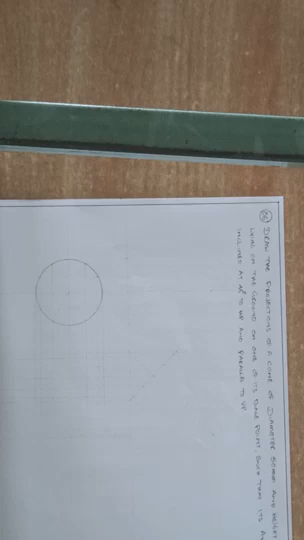 DRAW THE PROJECTIONS OF A CONE OF DIAMETER 50MM AND HEIGHT
LYING ON THE GROUND ON ONE OF ITS BASE POINT, SUCH THAT ITS
INCLINED AT TO HP AND PARALLEL TO VP